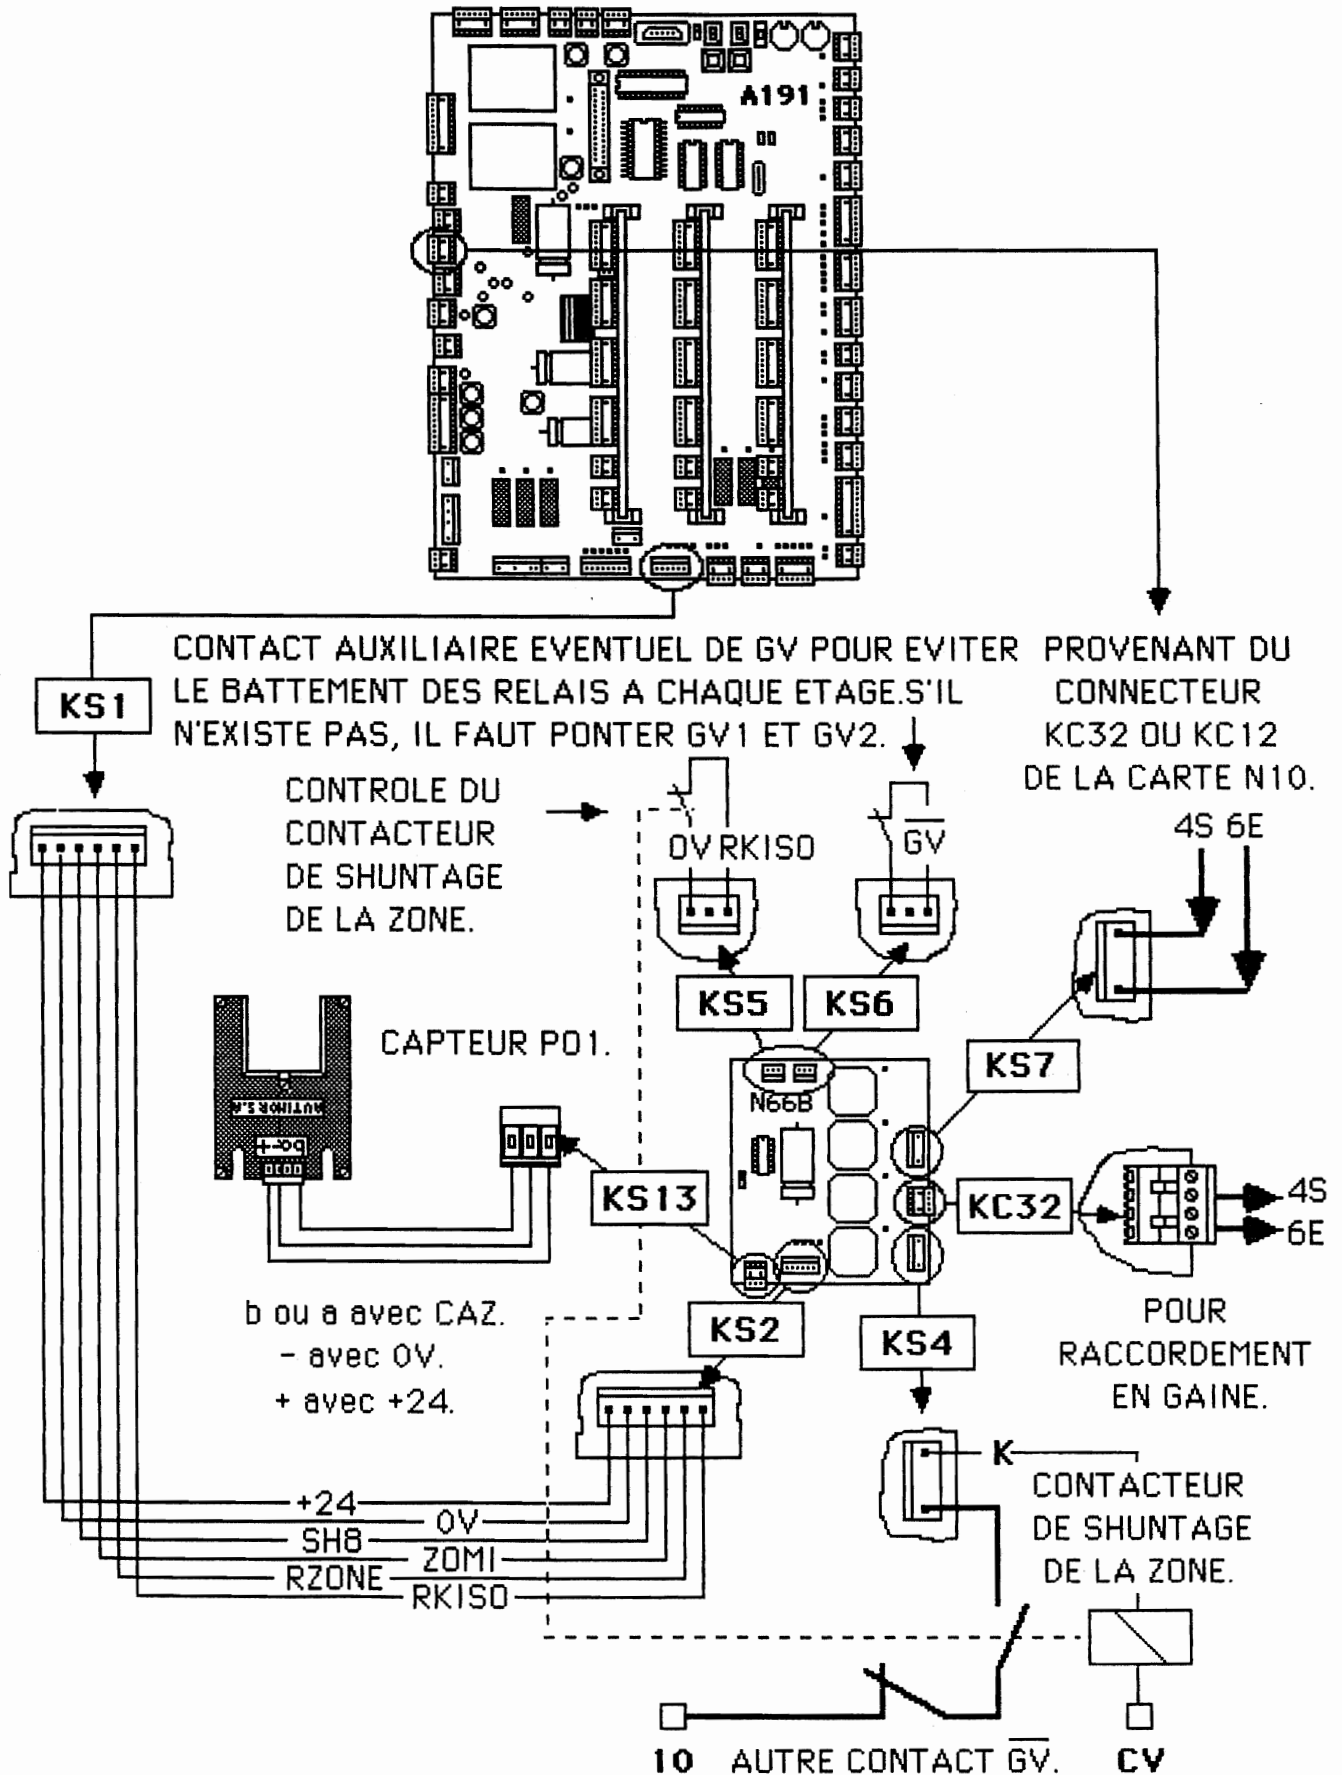 A191
CONTACT AUXILIAIRE EVENTUEL DE GV POUR EVITER
LE BATTEMENT DES RELAIS A CHAQUE ETAGE.S'IL
N'EXISTE PAS, IL FAUT PONTER GV1 ET GV2.
PROVENANT DU
CONNECTEUR
KC32 OU KC12
DE LA CARTE N10.
KS1
CONTROLE DU
CONTACTEUR
DE SHUNTAGE
DE LA ZONE.
0V RKISO
GV
4S 6E
KS5
KS6
KS7
CAPTEUR P01.
AUTINOR S.A
ba-+
N66B
KS13
KC32
4S
6E
b ou a avec CAZ.
- avec 0V.
+ avec +24.
KS2
KS4
POUR
RACCORDEMENT
EN GAINE.
K
CONTACTEUR
DE SHUNTAGE
DE LA ZONE.
+24
0V
SH8
ZOMI
RZONE
RKISO
10 AUTRE CONTACT GV. CV